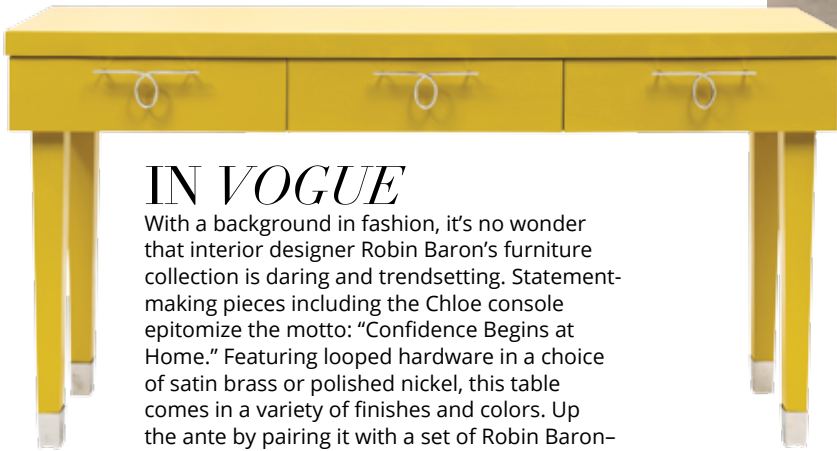 IN VOGUE
With a background in fashion, it’s no wonder
that interior designer Robin Baron’s furniture
collection is daring and trendsetting. Statement-
making pieces including the Chloe console
epitomize the motto: “Confidence Begins at
Home.” Featuring looped hardware in a choice
of satin brass or polished nickel, this table
comes in a variety of finishes and colors. Up
the ante by pairing it with a set of Robin Baron–